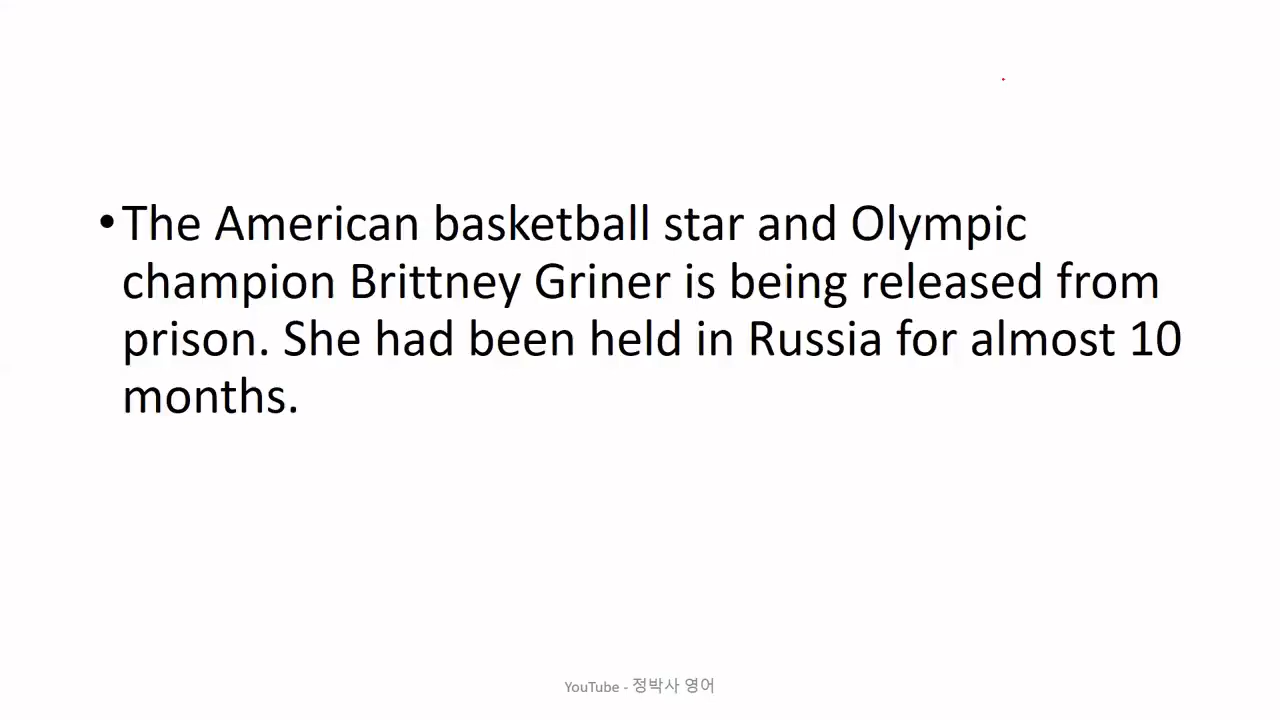 •The American basketball star and Olympic
champion Brittney Griner is being released from
prison. She had been held in Russia for almost 10
months.
YouTube - 정박사 영어